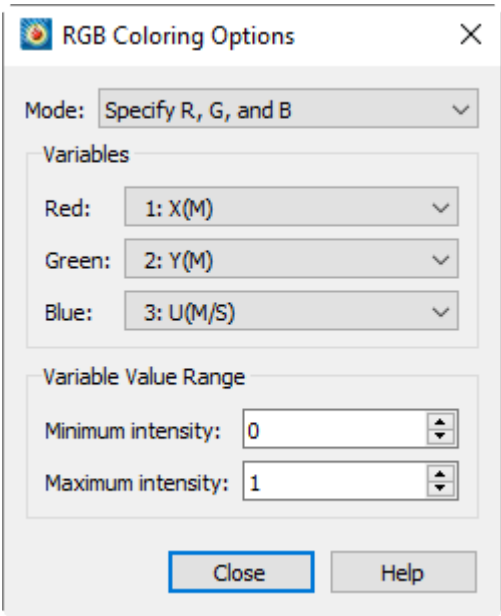 RGB Coloring Options
Mode: Specify R, G, and B
Variables
Red: 1: X(M)
Green: 2: Y(M)
Blue: 3: U(M/S)
Variable Value Range
Minimum intensity: 0
Maximum intensity: 1
Close Help